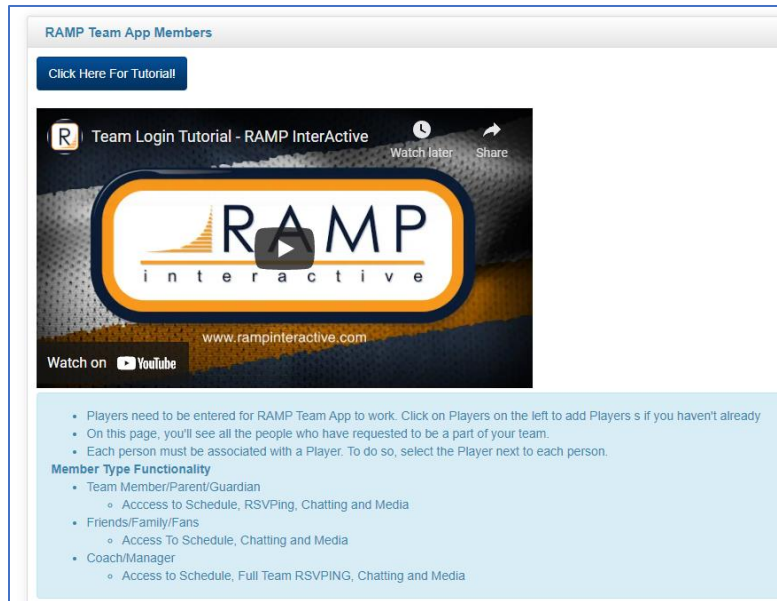 RAMP Team App Members
Click Here For Tutorial!
R Team Login Tutorial - RAMP InterActive
Watch later Share
RAMP
interactive
www.rampinteractive.com
Watch on YouTube
Players need to be entered for RAMP Team App to work. Click on Players on the left to add Players s if you haven't already
On this page, you'll see all the people who have requested to be a part of your team.
Each person must be associated with a Player. To do so, select the Player next to each person.
Member Type Functionality
Team Member/Parent/Guardian
Acccess to Schedule, RSVPing, Chatting and Media
Friends/Family/Fans
Access To Schedule, Chatting and Media
Coach/Manager
Access to Schedule, Full Team RSVPING, Chatting and Media